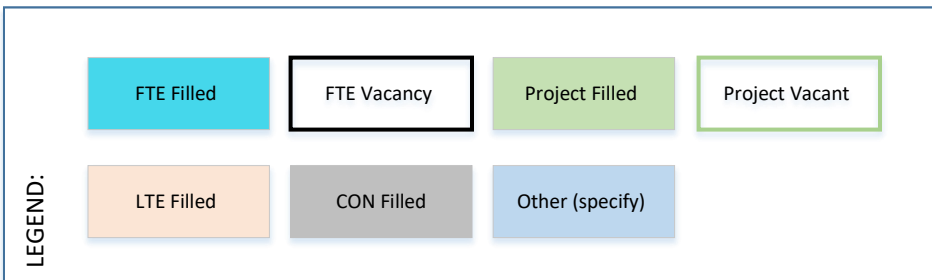 FTE Filled
FTE Vacancy
Project Filled
Project Vacant
LEGEND:
LTE Filled
CON Filled
Other (specify)